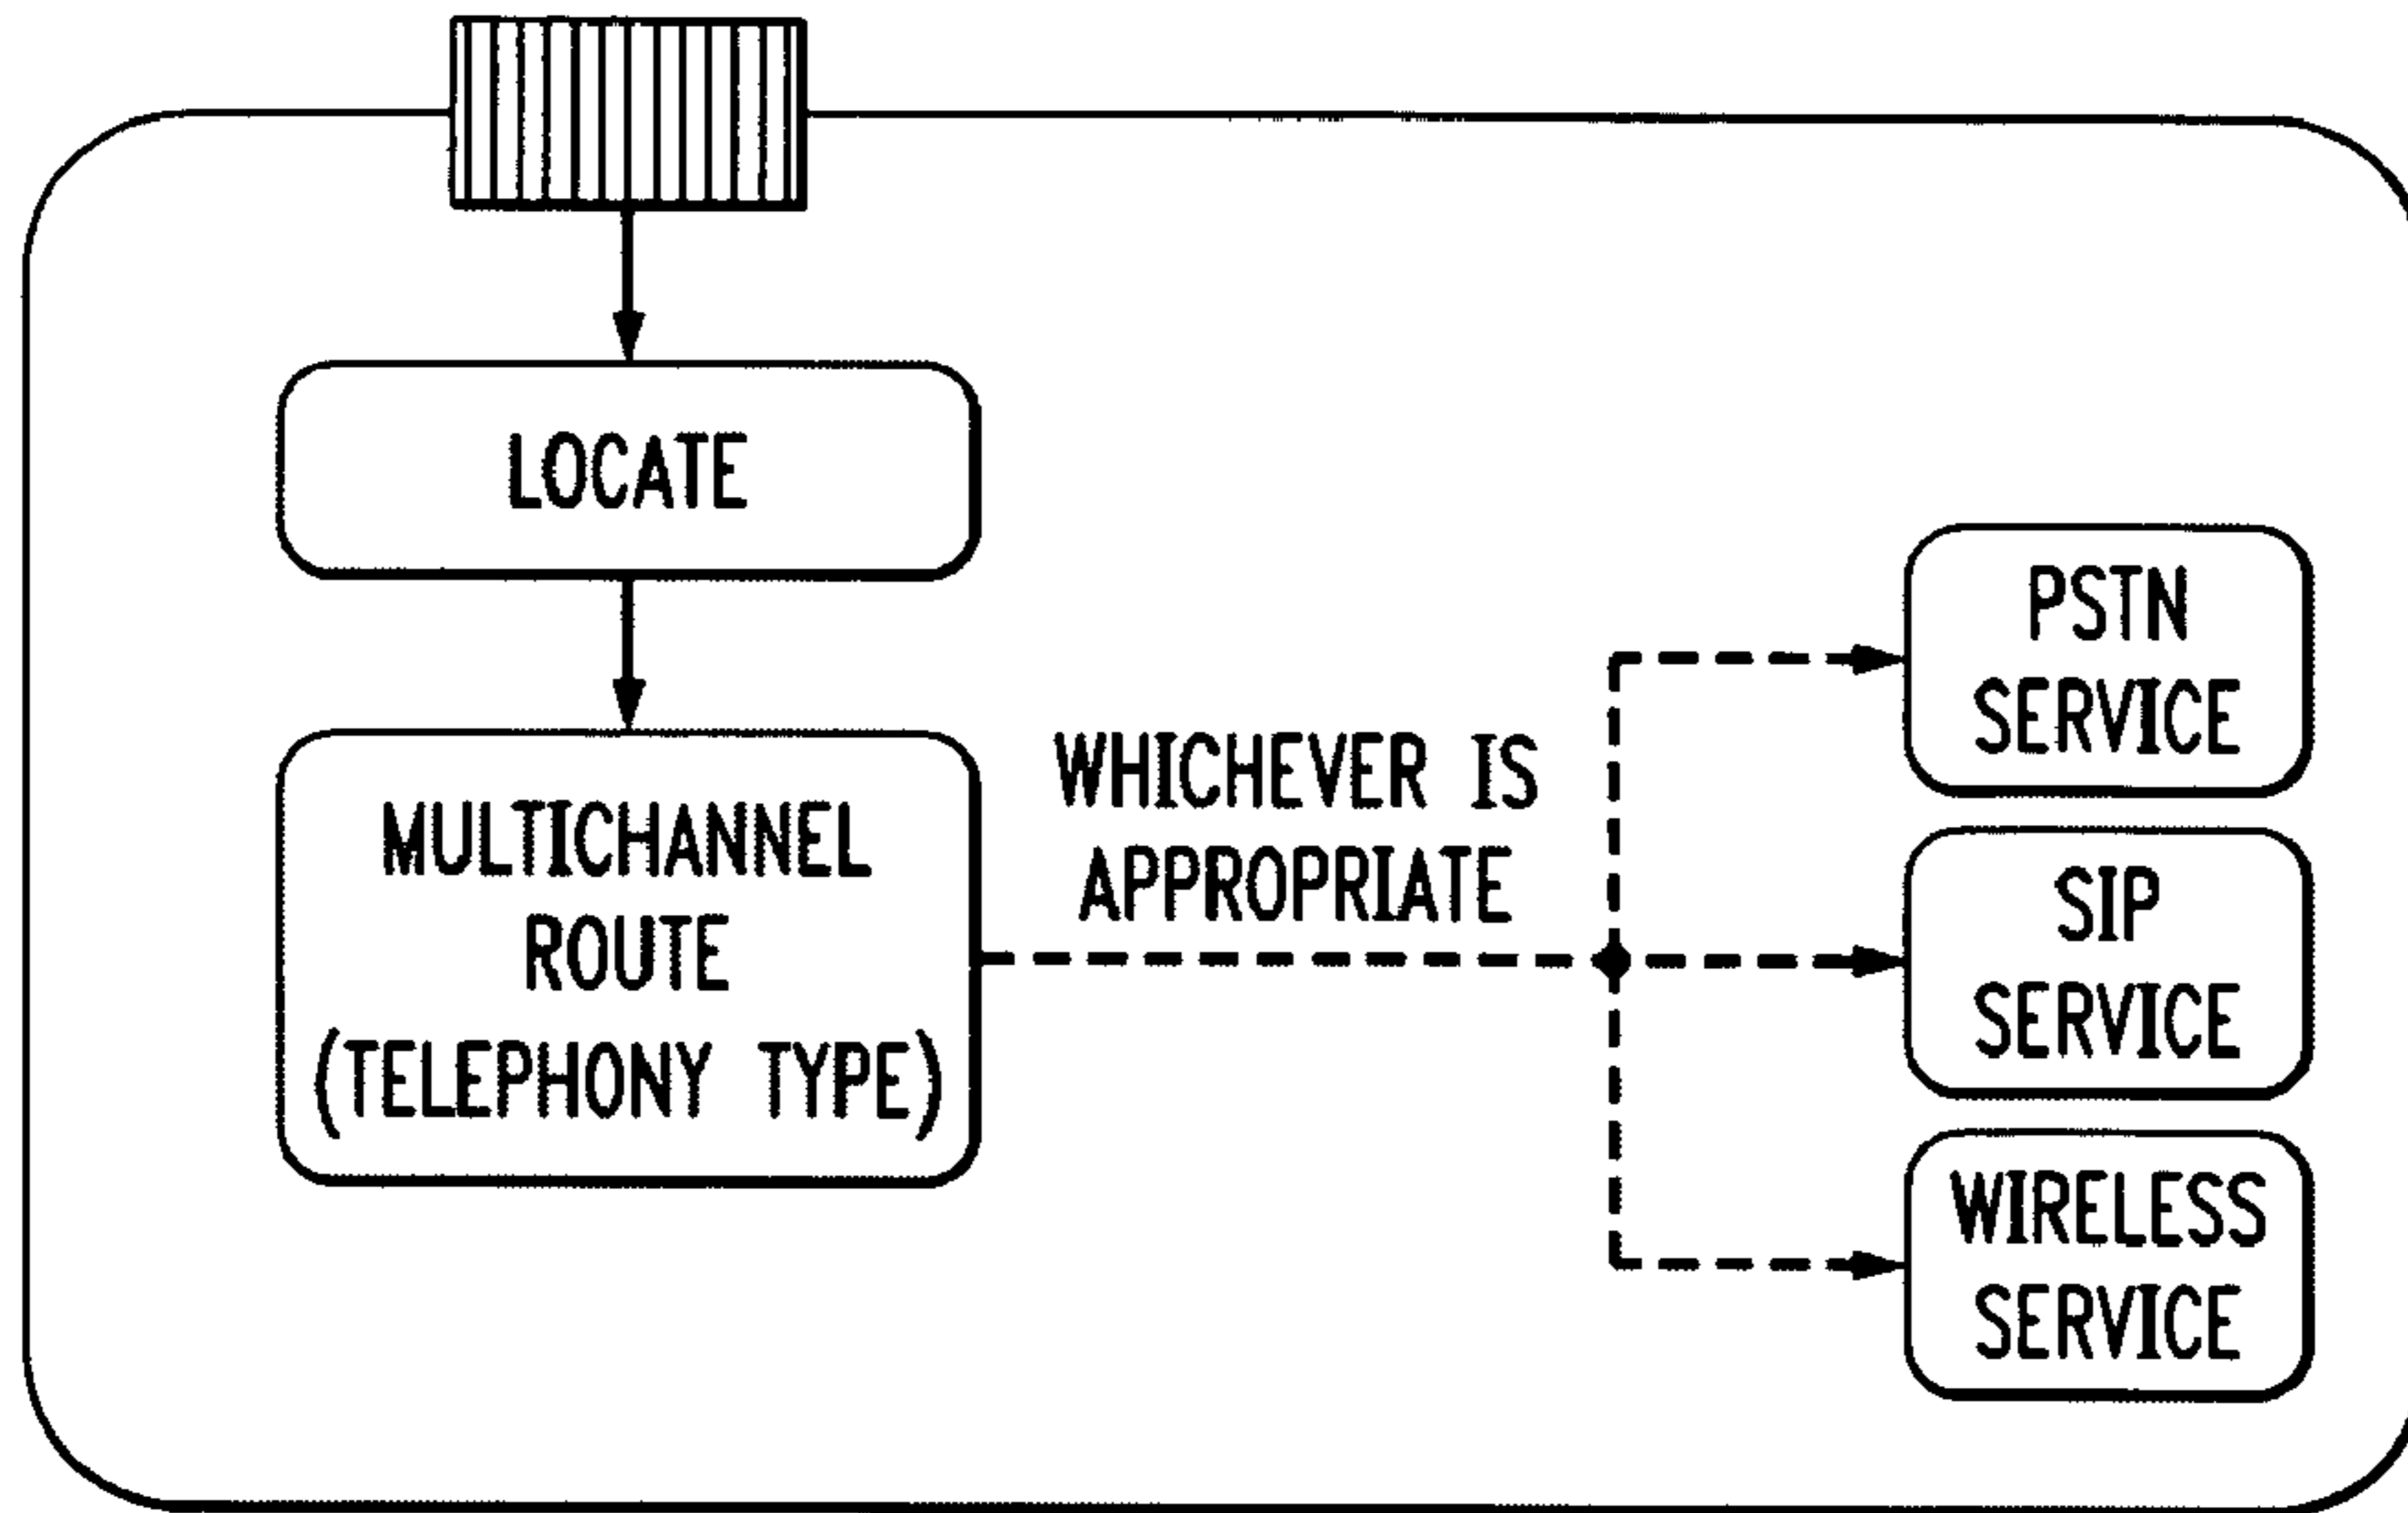 LOCATE
MULTICHANNEL
ROUTE
(TELEPHONY TYPE)
WHICHEVER IS
APPROPRIATE
PSTN
SERVICE
SIP
SERVICE
WIRELESS
SERVICE